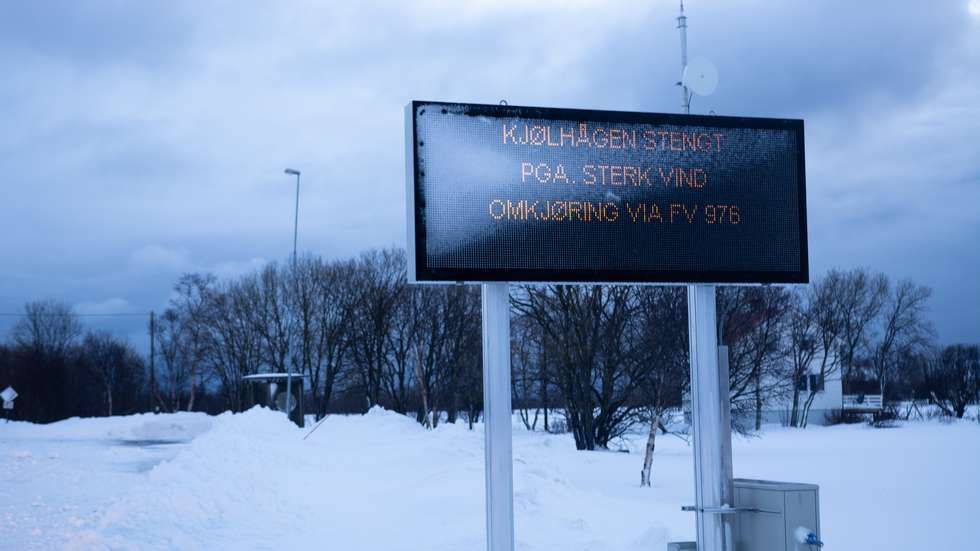 KJØLHÅGEN STENGT
PGA. STERK VIND
OMKJØRING VIA FV 976